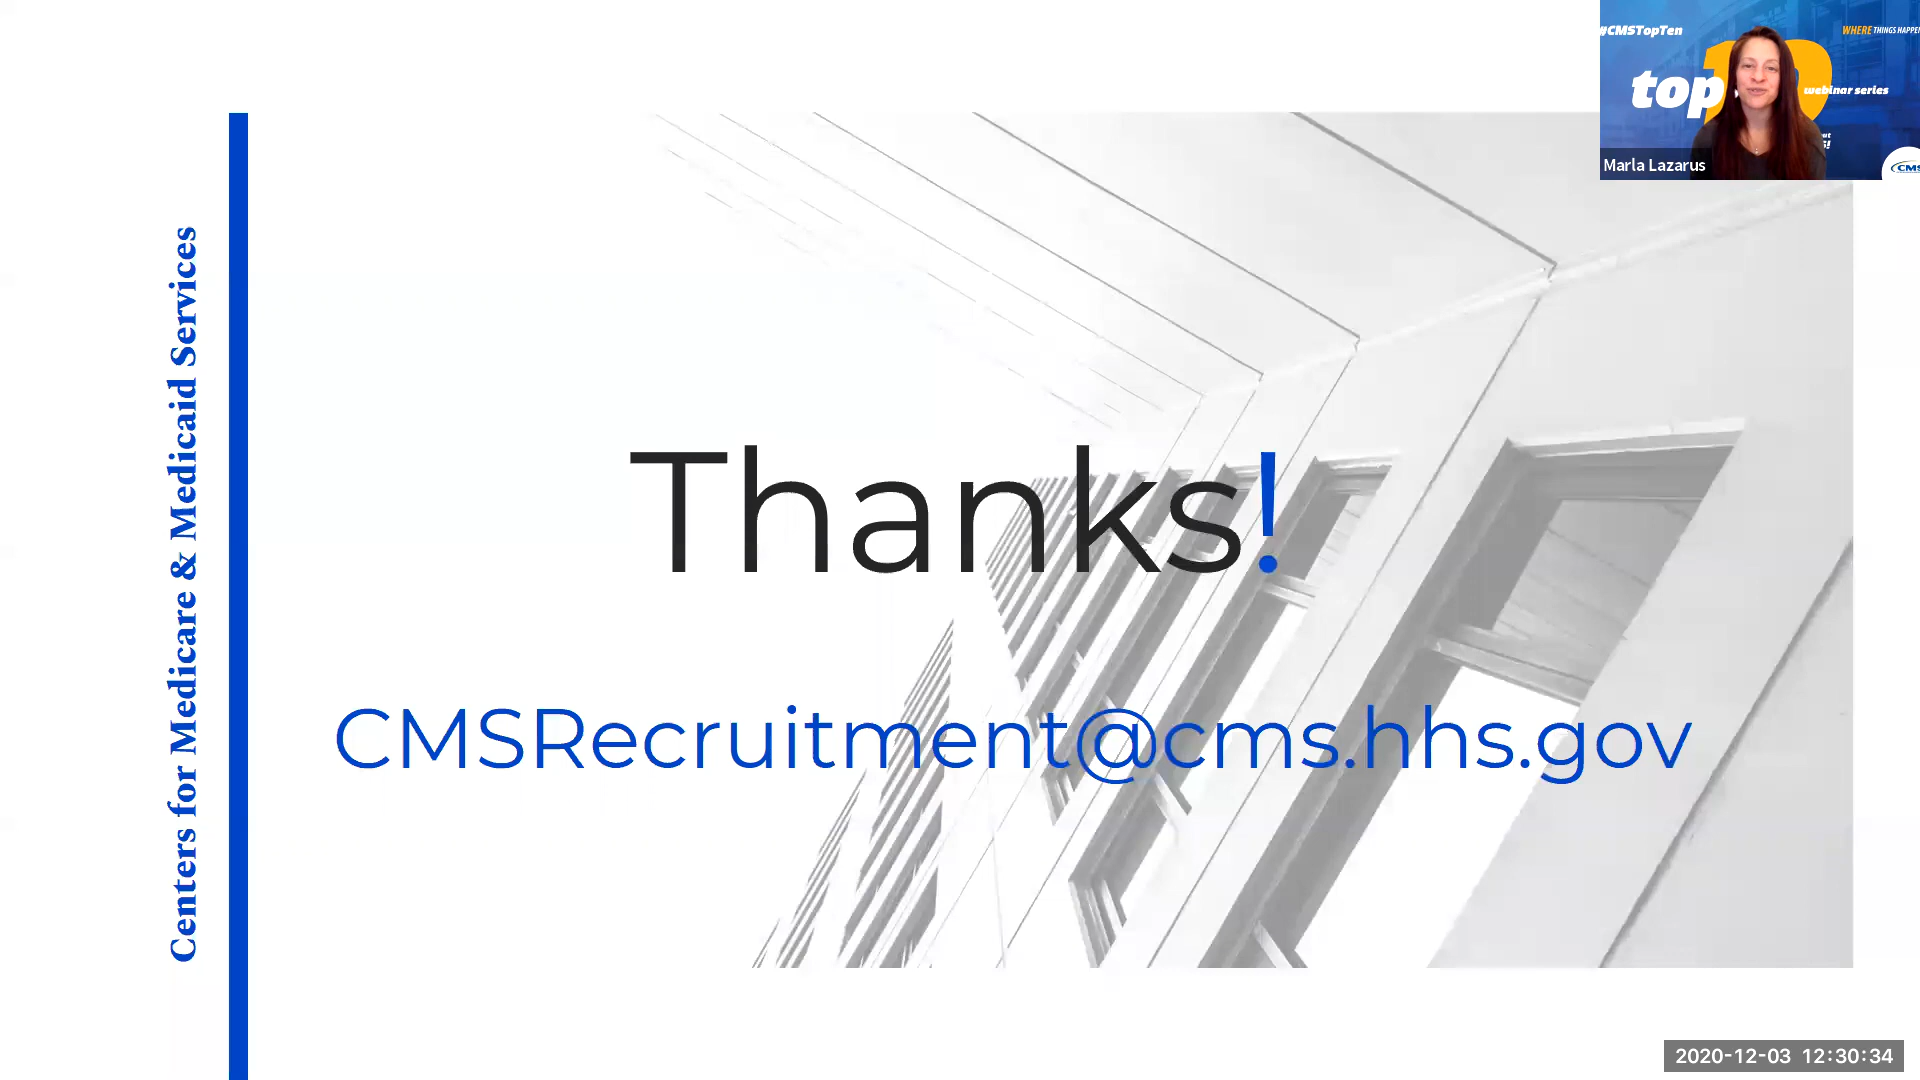 #CMSTopTen
WHERE THINGS HAPPEN
top 10
webinar series
CMS
Marla Lazarus
Centers for Medicare & Medicaid Services
Thanks!
CMSRecruitment@cms.hhs.gov
2020-12-03 12:30:34